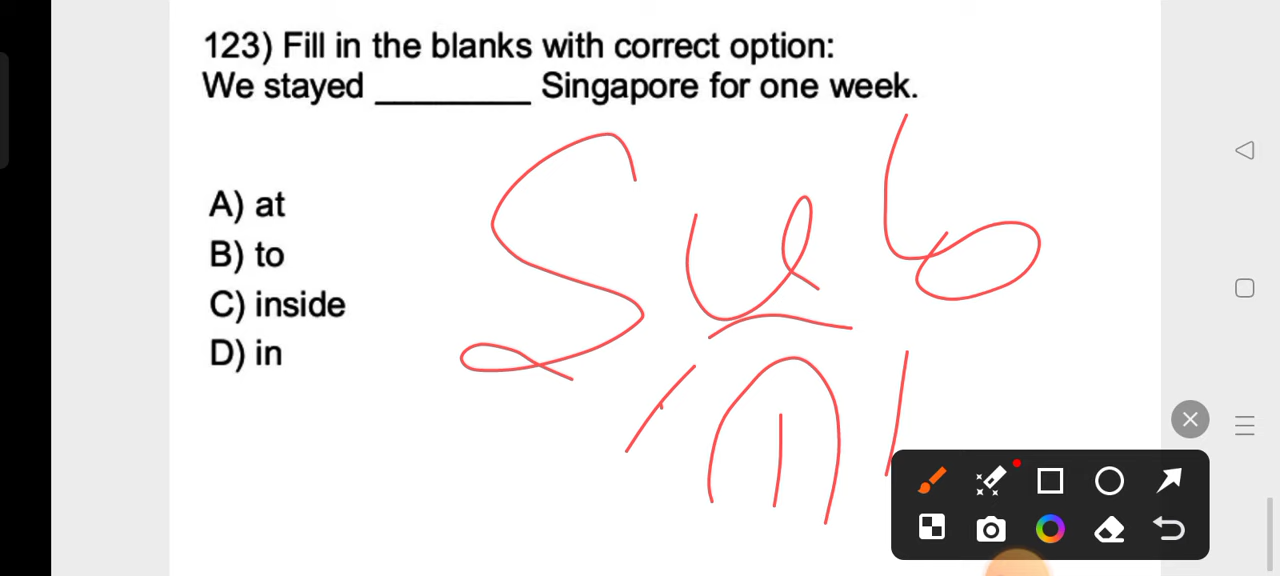 123) Fill in the blanks with correct option:
We stayed ________ Singapore for one week.
A) at
B) to
C) inside
D) in
Sub